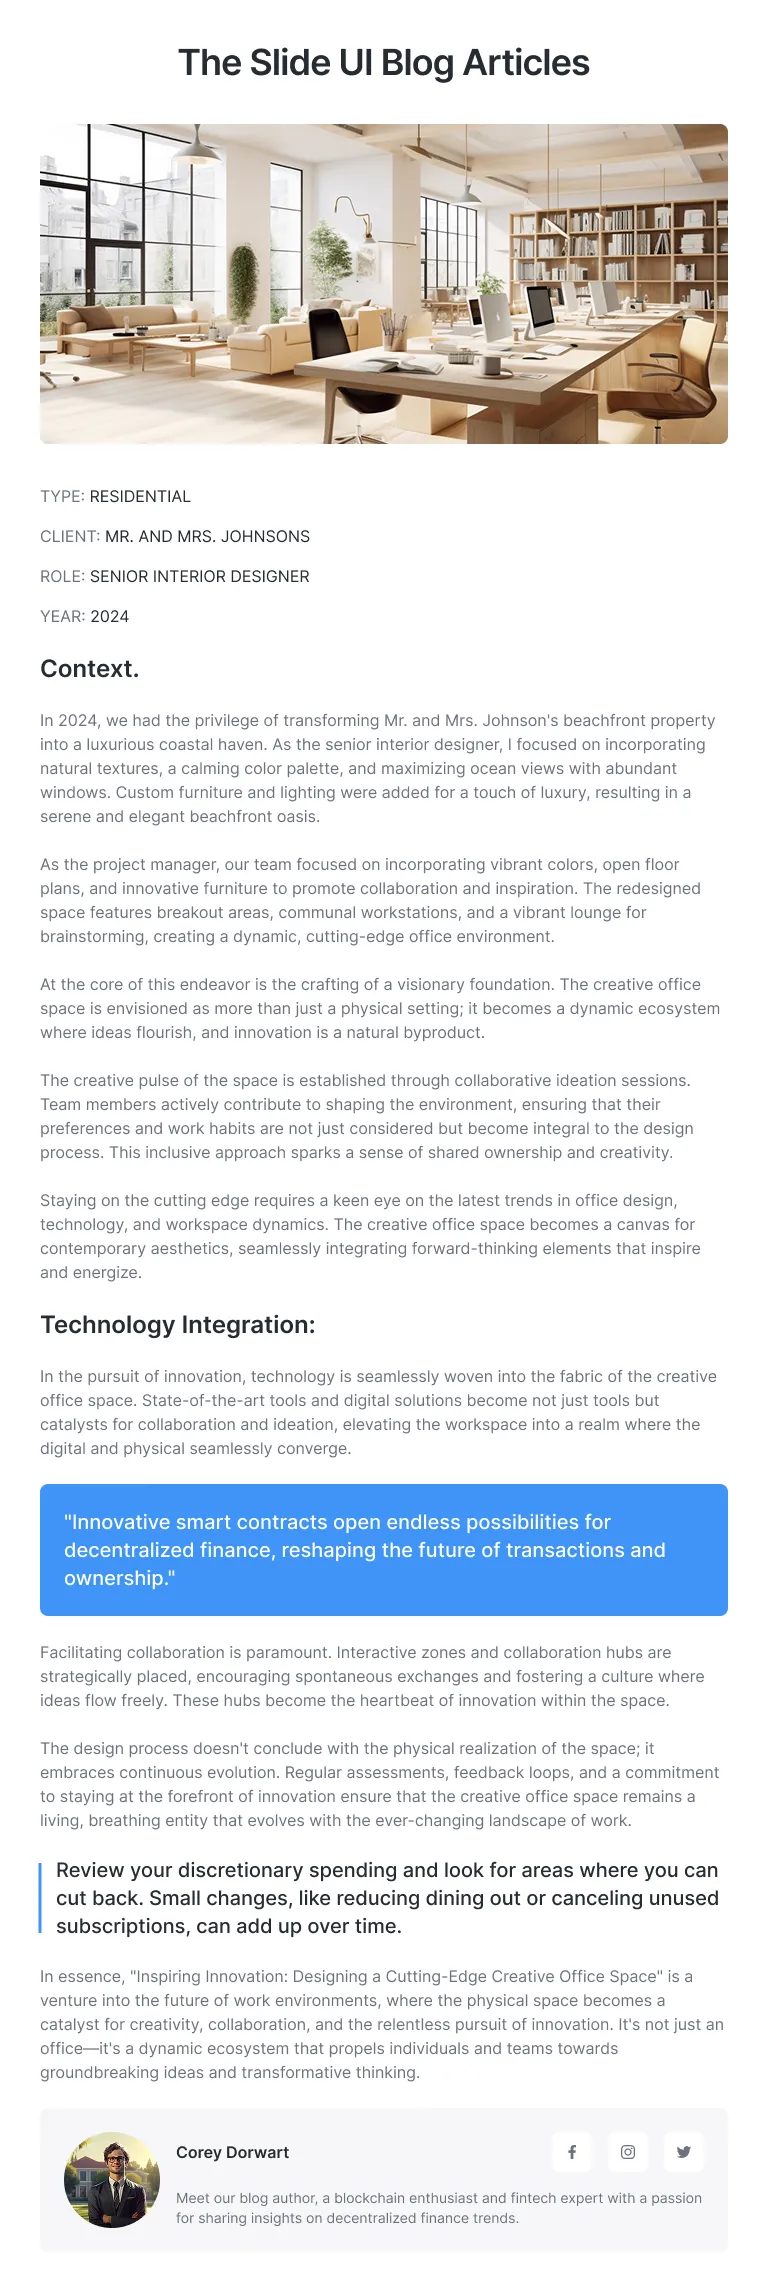 The Slide UI Blog Articles
TYPE: RESIDENTIAL
CLIENT: MR. AND MRS. JOHNSONS
ROLE: SENIOR INTERIOR DESIGNER
YEAR: 2024
Context.
In 2024, we had the privilege of transforming Mr. and Mrs. Johnson's beachfront property
into a luxurious coastal haven. As the senior interior designer, I focused on incorporating
natural textures, a calming color palette, and maximizing ocean views with abundant
windows. Custom furniture and lighting were added for a touch of luxury, resulting in a
serene and elegant beachfront oasis.
As the project manager, our team focused on incorporating vibrant colors, open floor
plans, and innovative furniture to promote collaboration and inspiration. The redesigned
space features breakout areas, communal workstations, and a vibrant lounge for
brainstorming, creating a dynamic, cutting-edge office environment.
At the core of this endeavor is the crafting of a visionary foundation. The creative office
space is envisioned as more than just a physical setting; it becomes a dynamic ecosystem
where ideas flourish, and innovation is a natural byproduct.
The creative pulse of the space is established through collaborative ideation sessions.
Team members actively contribute to shaping the environment, ensuring that their
preferences and work habits are not just considered but become integral to the design
process. This inclusive approach sparks a sense of shared ownership and creativity.
Staying on the cutting edge requires a keen eye on the latest trends in office design,
technology, and workspace dynamics. The creative office space becomes a canvas for
contemporary aesthetics, seamlessly integrating forward-thinking elements that inspire
and energize.
Technology Integration:
In the pursuit of innovation, technology is seamlessly woven into the fabric of the creative
office space. State-of-the-art tools and digital solutions become not just tools but
catalysts for collaboration and ideation, elevating the workspace into a realm where the
digital and physical seamlessly converge.
"Innovative smart contracts open endless possibilities for
decentralized finance, reshaping the future of transactions and
ownership."
Facilitating collaboration is paramount. Interactive zones and collaboration hubs are
strategically placed, encouraging spontaneous exchanges and fostering a culture where
ideas flow freely. These hubs become the heartbeat of innovation within the space.
The design process doesn't conclude with the physical realization of the space; it
embraces continuous evolution. Regular assessments, feedback loops, and a commitment
to staying at the forefront of innovation ensure that the creative office space remains a
living, breathing entity that evolves with the ever-changing landscape of work.
Review your discretionary spending and look for areas where you can
cut back. Small changes, like reducing dining out or canceling unused
subscriptions, can add up over time.
In essence, "Inspiring Innovation: Designing a Cutting-Edge Creative Office Space" is a
venture into the future of work environments, where the physical space becomes a
catalyst for creativity, collaboration, and the relentless pursuit of innovation. It's not just an
office—it's a dynamic ecosystem that propels individuals and teams towards
groundbreaking ideas and transformative thinking.
Corey Dorwart
Meet our blog author, a blockchain enthusiast and fintech expert with a passion
for sharing insights on decentralized finance trends.